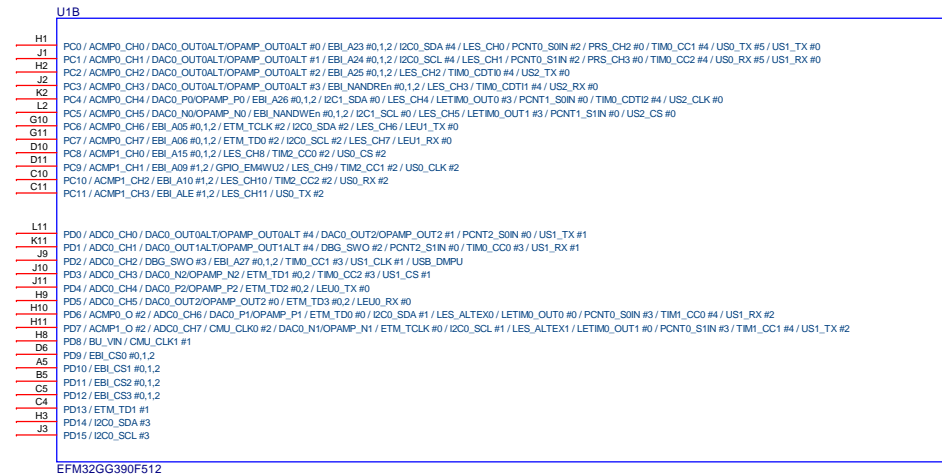 U1B
H1 PC0 / ACMP0_CH0 / DAC0_OUT0ALT/OPAMP_OUT0ALT #0 / EBI_A23 #0,1,2 / I2C0_SDA #4 / LES_CH0 / PCNT0_S0IN #2 / PRS_CH2 #0 / TIM0_CC1 #4 / US0_TX #5 / US1_TX #0
J1 PC1 / ACMP0_CH1 / DAC0_OUT0ALT/OPAMP_OUT0ALT #1 / EBI_A24 #0,1,2 / I2C0_SCL #4 / LES_CH1 / PCNT0_S1IN #2 / PRS_CH3 #0 / TIM0_CC2 #4 / US0_RX #5 / US1_RX #0
H2 PC2 / ACMP0_CH2 / DAC0_OUT0ALT/OPAMP_OUT0ALT #2 / EBI_A25 #0,1,2 / LES_CH2 / TIM0_CDTI0 #4 / US2_TX #0
J2 PC3 / ACMP0_CH3 / DAC0_OUT0ALT/OPAMP_OUT0ALT #3 / EBI_NANDREn #0,1,2 / LES_CH3 / TIM0_CDTI1 #4 / US2_RX #0
K2 PC4 / ACMP0_CH4 / DAC0_P0/OPAMP_P0 / EBI_A26 #0,1,2 / I2C1_SDA #0 / LES_CH4 / LETIM0_OUT0 #3 / PCNT1_S0IN #0 / TIM0_CDTI2 #4 / US2_CLK #0
L2 PC5 / ACMP0_CH5 / DAC0_N0/OPAMP_N0 / EBI_NANDWEn #0,1,2 / I2C1_SCL #0 / LES_CH5 / LETIM0_OUT1 #3 / PCNT1_S1IN #0 / US2_CS #0
G10 PC6 / ACMP0_CH6 / EBI_A05 #0,1,2 / ETM_TCLK #2 / I2C0_SDA #2 / LES_CH6 / LEU1_TX #0
G11 PC7 / ACMP0_CH7 / EBI_A06 #0,1,2 / ETM_TD0 #2 / I2C0_SCL #2 / LES_CH7 / LEU1_RX #0
D10 PC8 / ACMP1_CH0 / EBI_A15 #0,1,2 / LES_CH8 / TIM2_CC0 #2 / US0_CS #2
D11 PC9 / ACMP1_CH1 / EBI_A09 #1,2 / GPIO_EM4WU2 / LES_CH9 / TIM2_CC1 #2 / US0_CLK #2
C10 PC10 / ACMP1_CH2 / EBI_A10 #1,2 / LES_CH10 / TIM2_CC2 #2 / US0_RX #2
C11 PC11 / ACMP1_CH3 / EBI_ALE #1,2 / LES_CH11 / US0_TX #2
L11 PD0 / ADC0_CH0 / DAC0_OUT0ALT/OPAMP_OUT0ALT #4 / DAC0_OUT2/OPAMP_OUT2 #1 / PCNT2_S0IN #0 / US1_TX #1
K11 PD1 / ADC0_CH1 / DAC0_OUT1ALT/OPAMP_OUT1ALT #4 / DBG_SWO #2 / PCNT2_S1IN #0 / TIM0_CC0 #3 / US1_RX #1
J9 PD2 / ADC0_CH2 / DBG_SWO #3 / EBI_A27 #0,1,2 / TIM0_CC1 #3 / US1_CLK #1 / USB_DMPU
J10 PD3 / ADC0_CH3 / DAC0_N2/OPAMP_N2 / ETM_TD1 #0,2 / TIM0_CC2 #3 / US1_CS #1
J11 PD4 / ADC0_CH4 / DAC0_P2/OPAMP_P2 / ETM_TD2 #0,2 / LEU0_TX #0
H9 PD5 / ADC0_CH5 / DAC0_OUT2/OPAMP_OUT2 #0 / ETM_TD3 #0,2 / LEU0_RX #0
H10 PD6 / ACMP0_O #2 / ADC0_CH6 / DAC0_P1/OPAMP_P1 / ETM_TD0 #0 / I2C0_SDA #1 / LES_ALTEX0 / LETIM0_OUT0 #0 / PCNT0_S0IN #3 / TIM1_CC0 #4 / US1_RX #2
H11 PD7 / ACMP1_O #2 / ADC0_CH7 / CMU_CLK0 #2 / DAC0_N1/OPAMP_N1 / ETM_TCLK #0 / I2C0_SCL #1 / LES_ALTEX1 / LETIM0_OUT1 #0 / PCNT0_S1IN #3 / TIM1_CC1 #4 / US1_TX #2
H8 PD8 / BU_VIN / CMU_CLK1 #1
D6 PD9 / EBI_CS0 #0,1,2
A5 PD10 / EBI_CS1 #0,1,2
B5 PD11 / EBI_CS2 #0,1,2
C5 PD12 / EBI_CS3 #0,1,2
C4 PD13 / ETM_TD1 #1
H3 PD14 / I2C0_SDA #3
J3 PD15 / I2C0_SCL #3
EFM32GG390F512